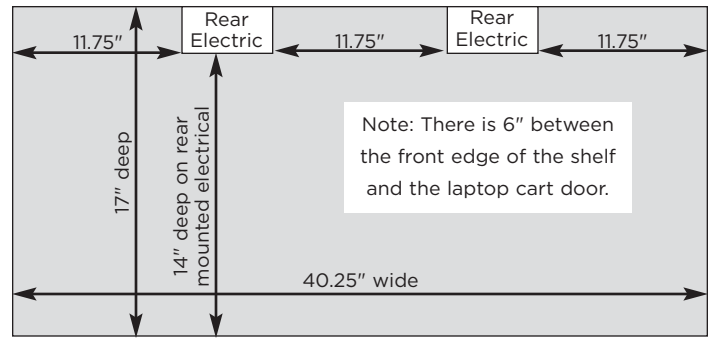 Rear
Electric
Rear
Electric
11.75"
11.75"
11.75"
17" deep
14" deep on rear
mounted electrical
Note: There is 6" between
the front edge of the shelf
and the laptop cart door.
40.25" wide